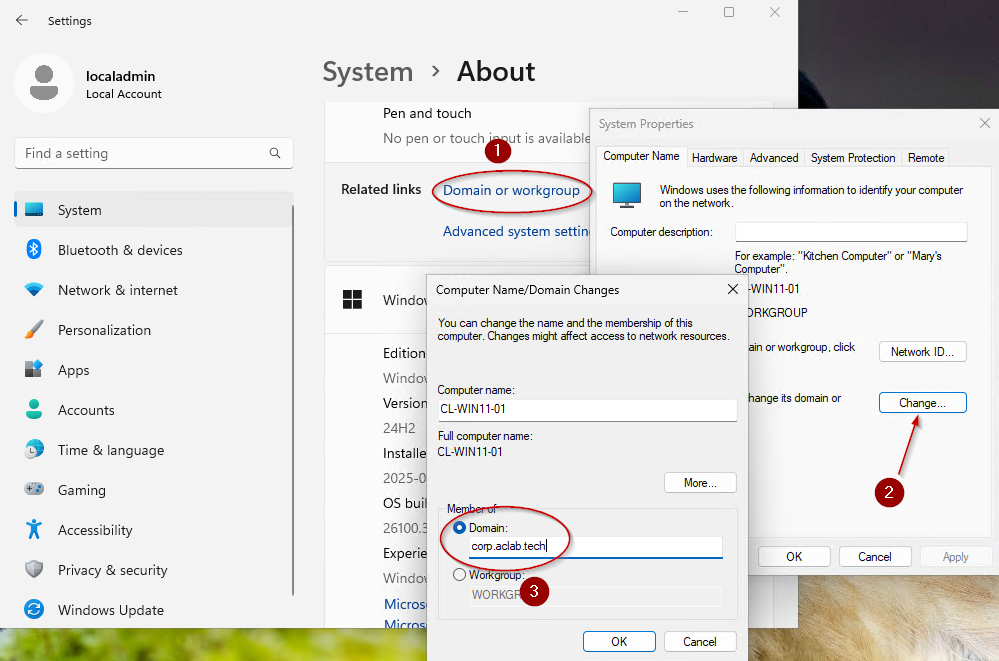 Settings
localadmin
Local Account
Find a setting
System
Bluetooth & devices
Network & internet
Personalization
Apps
Accounts
Time & language
Gaming
Accessibility
Privacy & security
Windows Update
System > About
Pen and touch
No pen or touch input is available
1
Related links
Domain or workgroup
Advanced system settin
Windo
Edition
Windo
Version
24H2
Installe
2025-0
OS buil
26100.3
Experie
Windo
Micros
Micros
System Properties
Computer Name
Hardware
Advanced
System Protection
Remote
Windows uses the following information to identify your computer
on the network.
Computer description:
For example: "Kitchen Computer" or "Mary's
Computer".
-WIN11-01
ORKGROUP
ain or workgroup, click
Network ID...
hange its domain or
Change...
2
OK
Cancel
Apply
Computer Name/Domain Changes
You can change the name and the membership of this
computer. Changes might affect access to network resources.
Computer name:
CL-WIN11-01
Full computer name:
CL-WIN11-01
More...
Member of
Domain:
corp.aclab.tech
Workgroup:
WORKGR
3
OK
Cancel